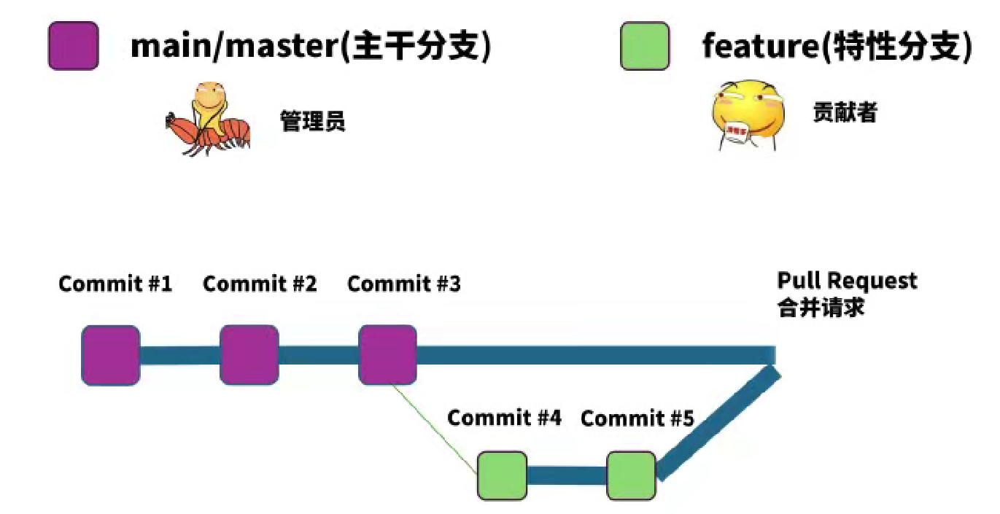 main/master(主干分支)
feature(特性分支)
管理员
贡献者
Commit #1
Commit #2
Commit #3
Pull Request
合并请求
Commit #4
Commit #5